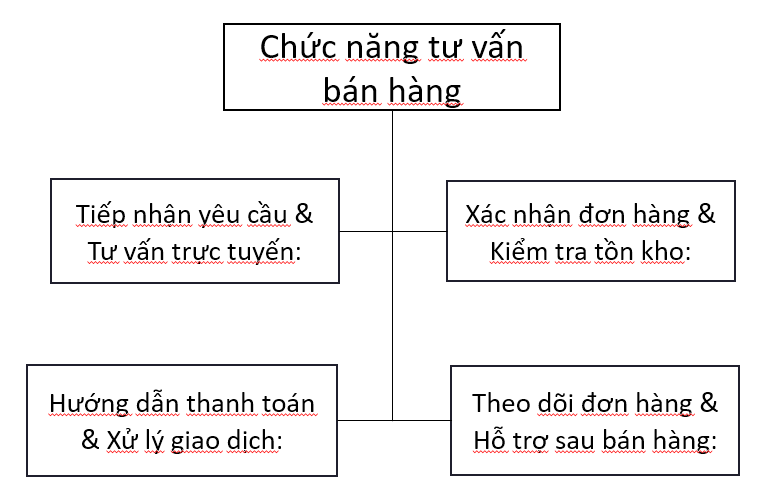 Chức năng tư vấn
bán hàng
Tiếp nhận yêu cầu &
Tư vấn trực tuyến:
Xác nhận đơn hàng &
Kiểm tra tồn kho:
Hướng dẫn thanh toán
& Xử lý giao dịch:
Theo dõi đơn hàng &
Hỗ trợ sau bán hàng: